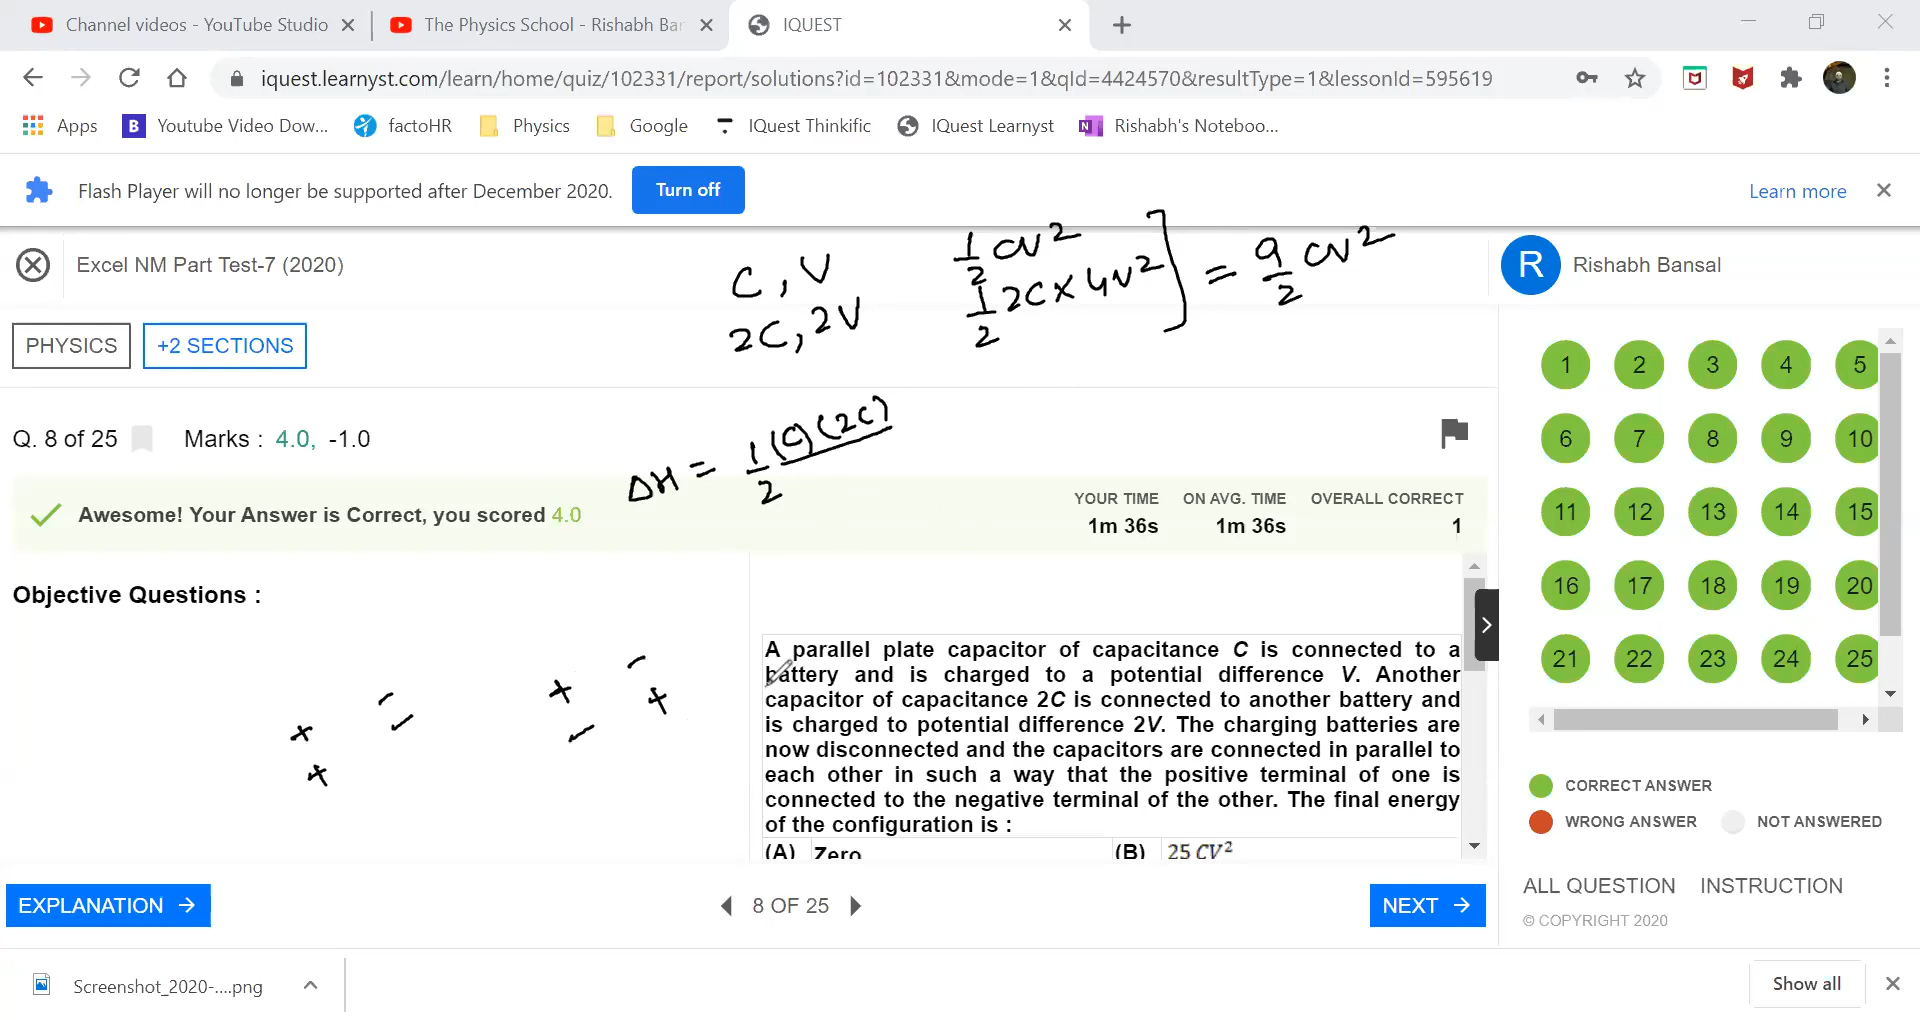 Channel videos - YouTube Studio
The Physics School - Rishabh Ban
IQUEST
iquest.learnyst.com/learn/home/quiz/102331/report/solutions?id=102331&mode=1&qId=4424570&resultType=1&lessonId=595619
Apps
B Youtube Video Dow...
factoHR
Physics
Google
IQuest Thinkific
IQuest Learnyst
Rishabh's Noteboo...
Flash Player will no longer be supported after December 2020.
Turn off
Learn more
Excel NM Part Test-7 (2020)
C, V
2C, 2V
1/2 CV²
1/2 2C×4V² ] = 9/2 CV²
R Rishabh Bansal
PHYSICS
+2 SECTIONS
Q. 8 of 25
Marks : 4.0, -1.0
ΔH = 1/2 (C)(2C)
Awesome! Your Answer is Correct, you scored 4.0
YOUR TIME ON AVG. TIME OVERALL CORRECT
1m 36s 1m 36s 1
Objective Questions :
+ - + -
+ - - +
A parallel plate capacitor of capacitance C is connected to a
battery and is charged to a potential difference V. Another
capacitor of capacitance 2C is connected to another battery and
is charged to potential difference 2V. The charging batteries are
now disconnected and the capacitors are connected in parallel to
each other in such a way that the positive terminal of one is
connected to the negative terminal of the other. The final energy
of the configuration is :
(A) Zero (B) 25 CV²
EXPLANATION →
8 OF 25
NEXT →
1 2 3 4 5
6 7 8 9 10
11 12 13 14 15
16 17 18 19 20
21 22 23 24 25
CORRECT ANSWER
WRONG ANSWER NOT ANSWERED
ALL QUESTION INSTRUCTION
© COPYRIGHT 2020
Screenshot_2020-....png
Show all